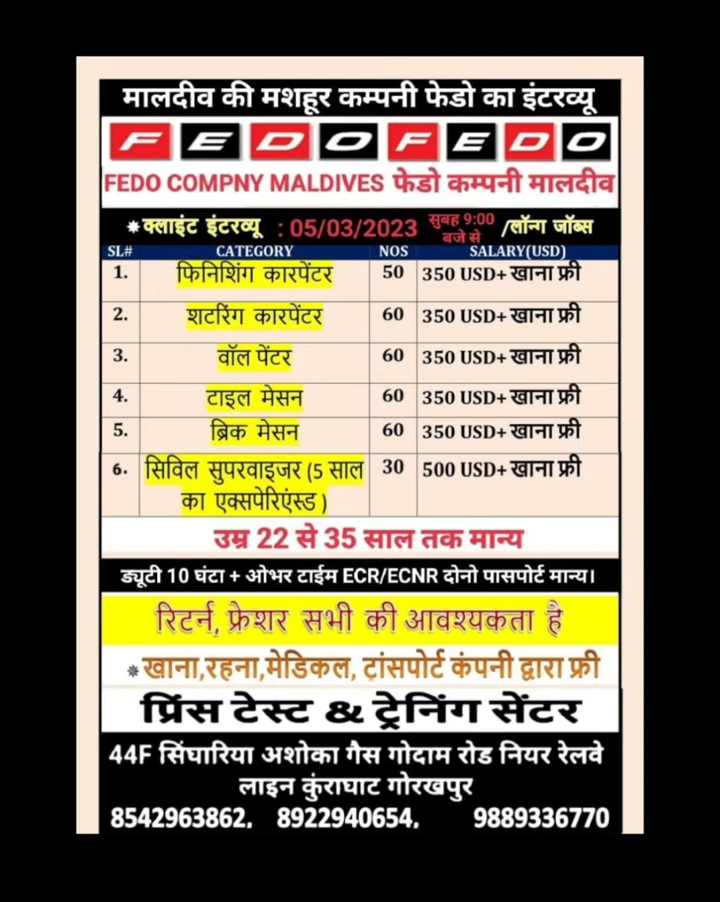 मालदीव की मशहूर कम्पनी फेडो का इंटरव्यू
FEDOFEDO
FEDO COMPNY MALDIVES फेडो कम्पनी मालदीव
*क्लाइंट इंटरव्यू : 05/03/2023 सुबह 9:00 बजे से /लॉन्ग जॉब्स
SL# CATEGORY NOS SALARY(USD)
1. फिनिशिंग कारपेंटर 50 350 USD+ खाना फ्री
2. शटरिंग कारपेंटर 60 350 USD+ खाना फ्री
3. वॉल पेंटर 60 350 USD+ खाना फ्री
4. टाइल मेसन 60 350 USD+ खाना फ्री
5. ब्रिक मेसन 60 350 USD+ खाना फ्री
6. सिविल सुपरवाइजर (5 साल का एक्सपेरिएंस्ड ) 30 500 USD+ खाना फ्री
उम्र 22 से 35 साल तक मान्य
ड्यूटी 10 घंटा + ओभर टाईम ECR/ECNR दोनो पासपोर्ट मान्य।
रिटर्न, फ्रेशर सभी की आवश्यकता है
*खाना,रहना,मेडिकल, ट्रांसपोर्ट कंपनी द्वारा फ्री
प्रिंस टेस्ट & ट्रेनिंग सेंटर
44F सिंघारिया अशोका गैस गोदाम रोड नियर रेलवे
लाइन कुंराघाट गोरखपुर
8542963862, 8922940654, 9889336770